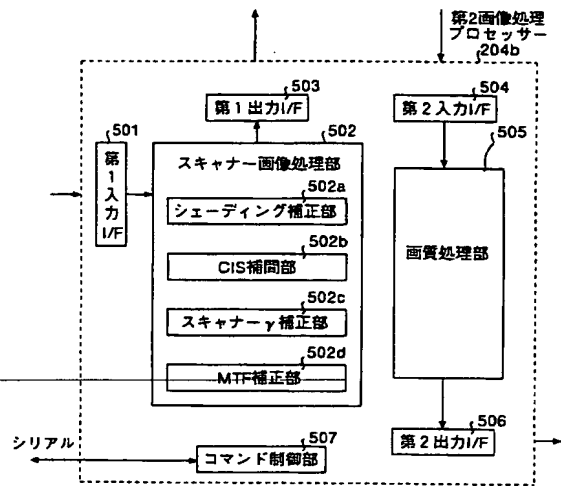 第2画像処理
プロセッサー
204b
503
第1出力I/F
504
第2入力I/F
501
第1入力I/F
502
スキャナー画像処理部
502a
シェーディング補正部
502b
CIS補間部
502c
スキャナーγ補正部
502d
MTF補正部
505
画質処理部
506
第2出力I/F
シリアル
507
コマンド制御部